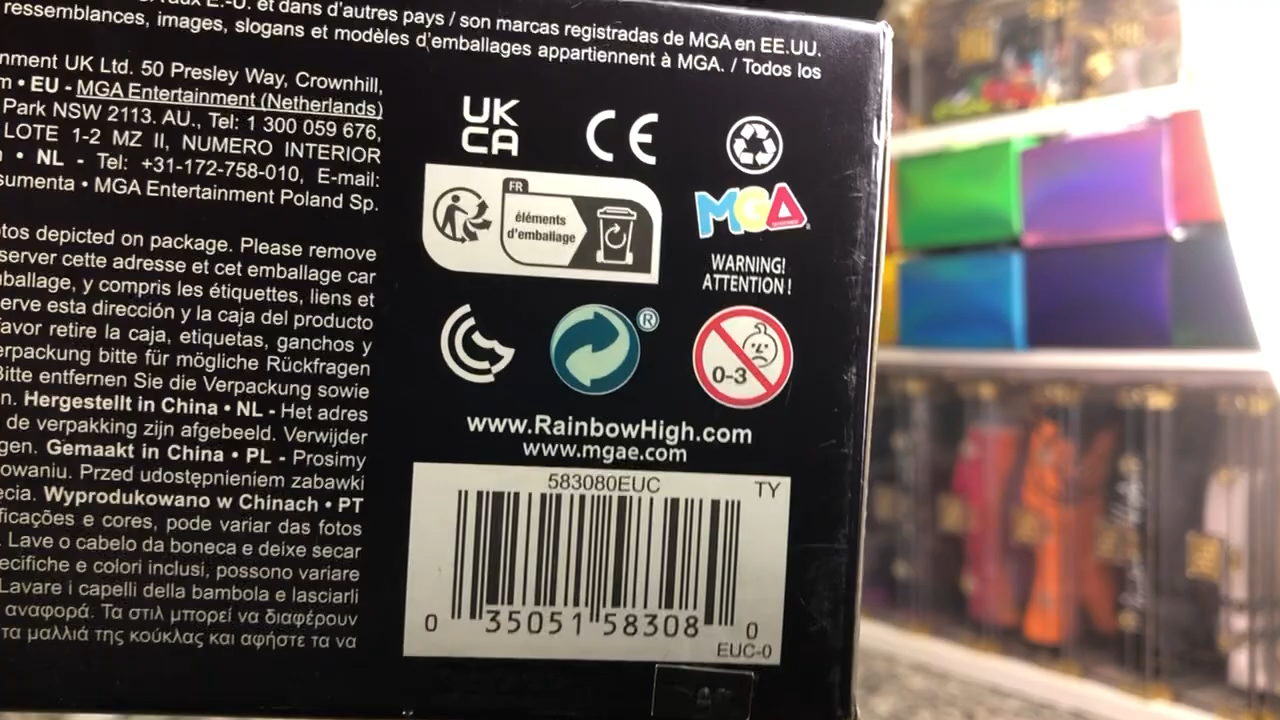 E.-U. et dans d'autres pays / son marcas registradas de MGA en EE.UU.
ressemblances, images, slogans et modèles d'emballages appartiennent à MGA. / Todos los
nment UK Ltd. 50 Presley Way, Crownhill,
m • EU - MGA Entertainment (Netherlands)
Park NSW 2113. AU., Tel: 1 300 059 676,
LOTE 1-2 MZ II, NUMERO INTERIOR
• NL - Tel: +31-172-758-010, E-mail:
sumenta • MGA Entertainment Poland Sp.
tos depicted on package. Please remove
server cette adresse et cet emballage car
nballage, y compris les étiquettes, liens et
erve esta dirección y la caja del producto
favor retire la caja, etiquetas, ganchos y
erpackung bitte für mögliche Rückfragen
Bitte entfernen Sie die Verpackung sowie
n. Hergestellt in China • NL - Het adres
de verpakking zijn afgebeeld. Verwijder
gen. Gemaakt in China • PL - Prosimy
owaniu. Przed udostępnieniem zabawki
ecia. Wyprodukowano w Chinach • PT
ficações e cores, pode variar das fotos
. Lave o cabelo da boneca e deixe secar
ecifiche e colori inclusi, possono variare
Lavare i capelli della bambola e lasciarli
αναφορά. Τα στιλ μπορεί να διαφέρουν
τα μαλλιά της κούκλας και αφήστε τα να
UK
CA
CE
FR
éléments
d'emballage
MGA
WARNING!
ATTENTION!
®
0-3
www.RainbowHigh.com
www.mgae.com
583080EUC TY
0 35051 58308 0
EUC-0